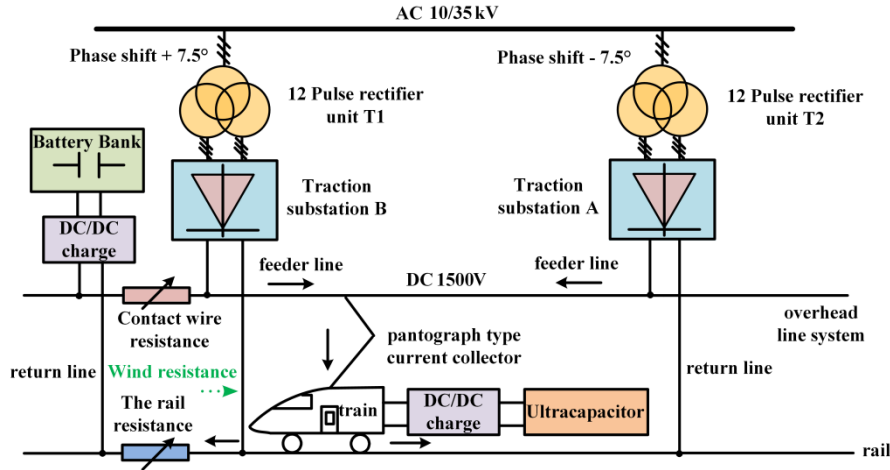 AC 10/35 kV
Phase shift + 7.5°
Phase shift - 7.5°
12 Pulse rectifier
unit T1
12 Pulse rectifier
unit T2
Battery Bank
Traction
substation B
Traction
substation A
DC/DC
charge
feeder line
DC 1500V
feeder line
Contact wire
resistance
overhead
line system
pantograph type
current collector
return line
Wind resistance
return line
The rail
resistance
train
DC/DC
charge
Ultracapacitor
rail